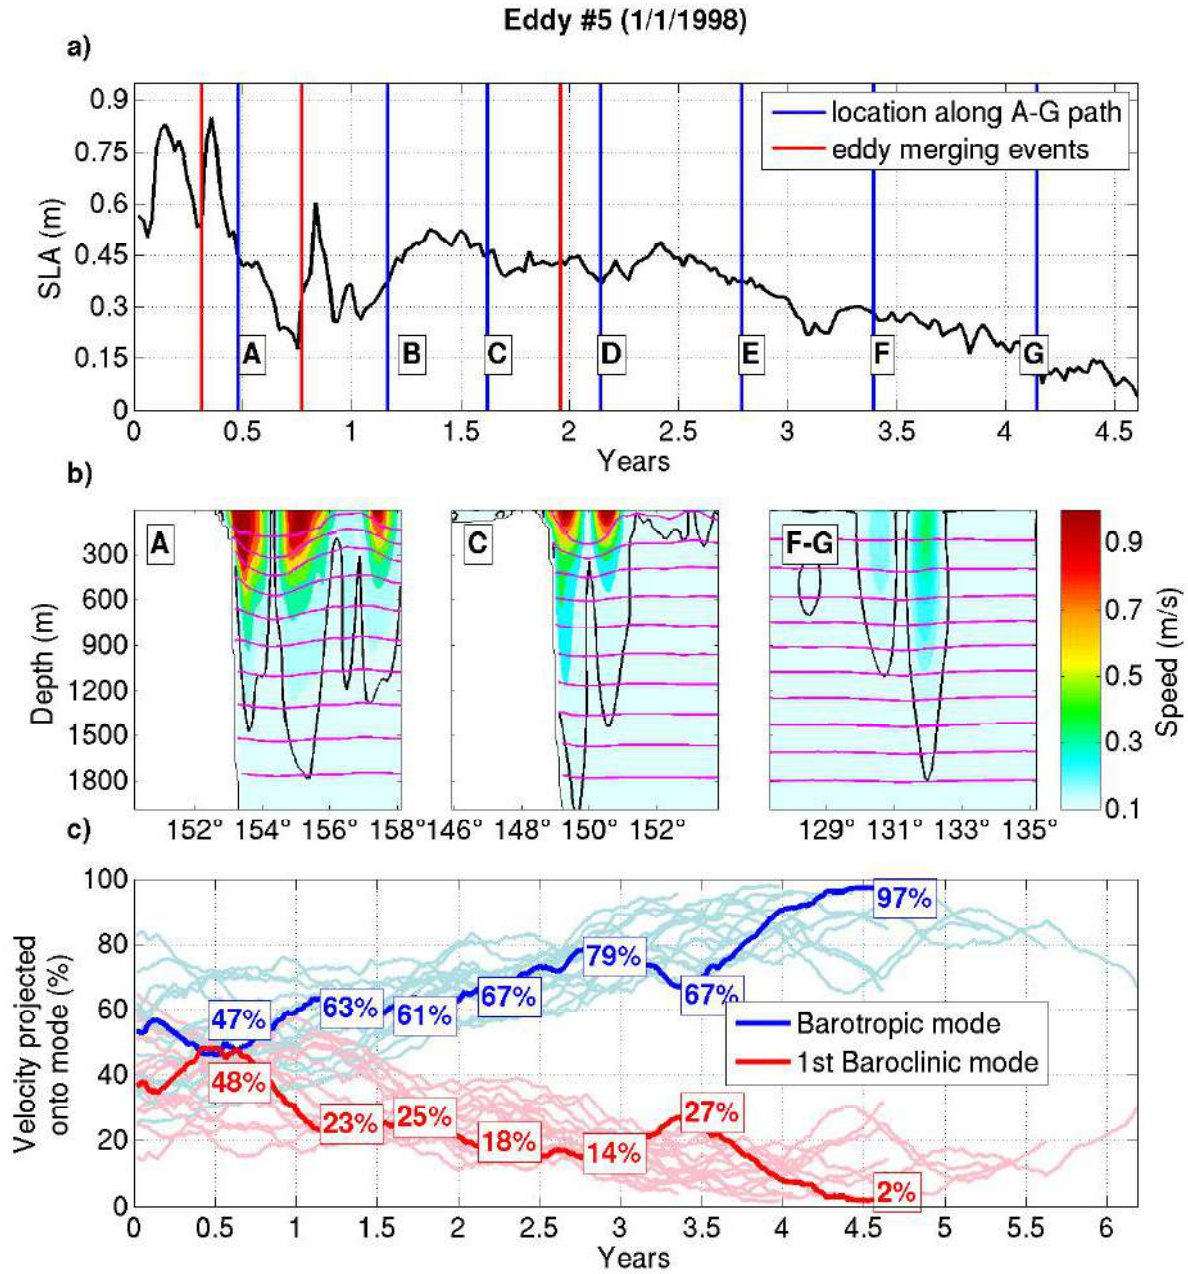 Eddy #5 (1/1/1998)
a)
SLA (m)
0.9
0.75
0.6
0.45
0.3
0.15
0
location along A-G path
eddy merging events
A
B
C
D
E
F
G
0 0.5 1 1.5 2 2.5 3 3.5 4 4.5
Years
b)
Depth (m)
300
600
900
1200
1500
1800
A
C
F-G
152° 154° 156° 158° 146° 148° 150° 152° 129° 131° 133° 135°
0.9
0.7
0.5
0.3
0.1
Speed (m/s)
c)
Velocity projected
onto mode (%)
100
80
60
40
20
0
47%
63%
61%
67%
79%
67%
97%
Barotropic mode
1st Baroclinic mode
48%
23%
25%
18%
14%
27%
2%
0 0.5 1 1.5 2 2.5 3 3.5 4 4.5 5 5.5 6
Years